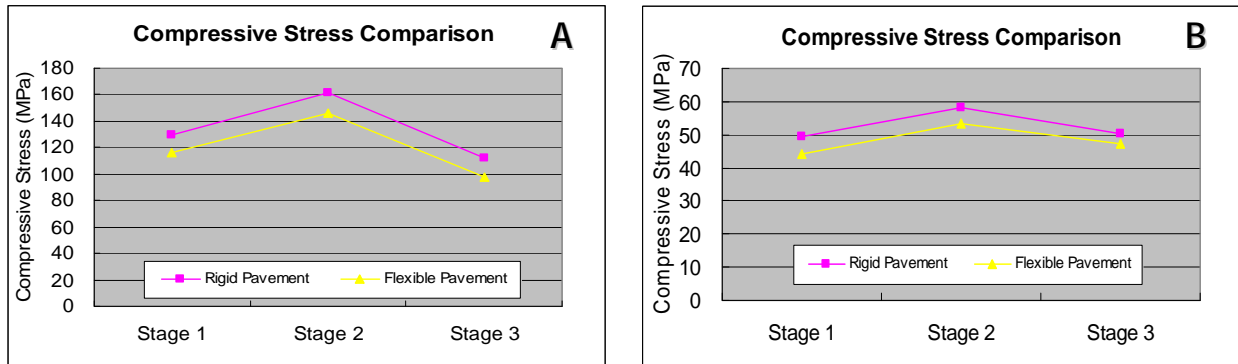 Compressive Stress Comparison
A
Compressive Stress (MPa)
180
160
140
120
100
80
60
40
20
0
Rigid Pavement Flexible Pavement
Stage 1 Stage 2 Stage 3
Compressive Stress Comparison
B
Compressive Stress (MPa)
70
60
50
40
30
20
10
0
Rigid Pavement Flexible Pavement
Stage 1 Stage 2 Stage 3